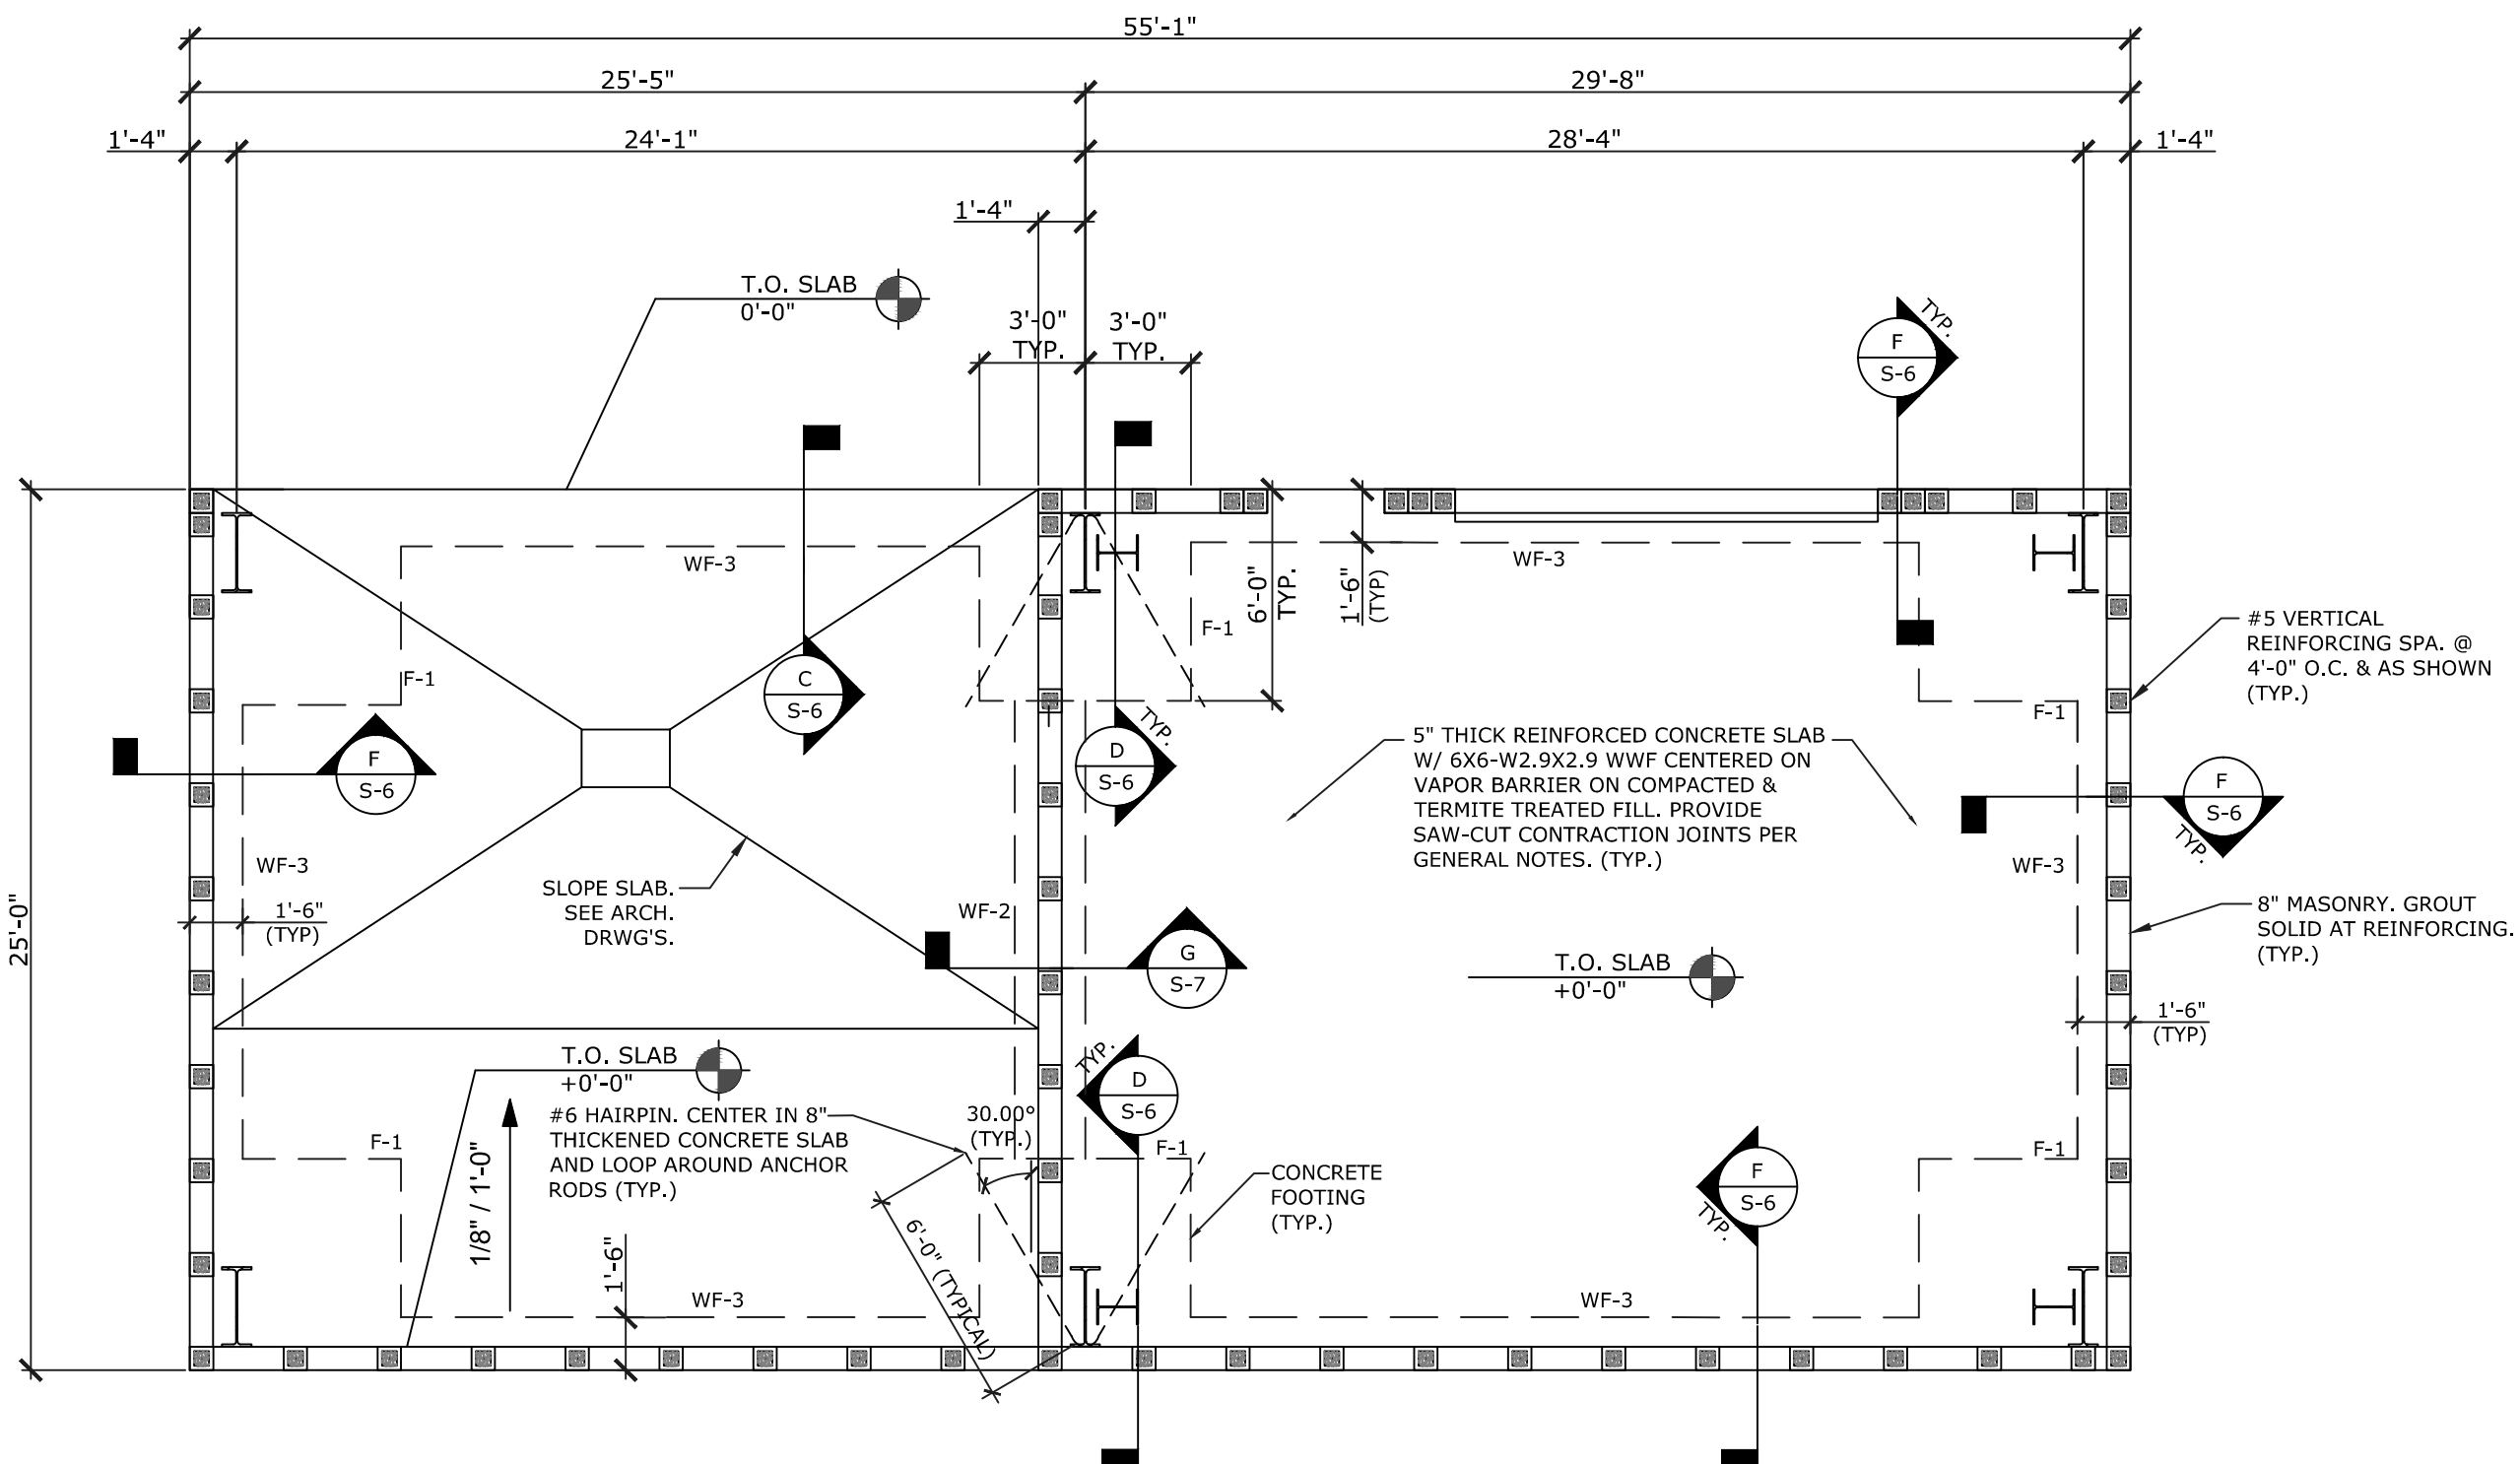 55'-1"
25'-5"
29'-8"
1'-4"
24'-1"
28'-4"
1'-4"
1'-4"
T.O. SLAB
0'-0"
3'-0"
TYP.
3'-0"
TYP.
F
S-6
TYP.
WF-3
WF-3
6'-0"
TYP.
1'-6"
(TYP)
F-1
#5 VERTICAL
REINFORCING SPA. @
4'-0" O.C. & AS SHOWN
(TYP.)
F-1
C
S-6
F-1
F
S-6
D
S-6
TYP.
5" THICK REINFORCED CONCRETE SLAB
W/ 6X6-W2.9X2.9 WWF CENTERED ON
VAPOR BARRIER ON COMPACTED &
TERMITE TREATED FILL. PROVIDE
SAW-CUT CONTRACTION JOINTS PER
GENERAL NOTES. (TYP.)
F
S-6
TYP.
WF-3
WF-3
25'-0"
1'-6"
(TYP)
SLOPE SLAB.
SEE ARCH.
DRWG'S.
WF-2
8" MASONRY. GROUT
SOLID AT REINFORCING.
(TYP.)
G
S-7
T.O. SLAB
+0'-0"
1'-6"
(TYP)
T.O. SLAB
+0'-0"
TYP.
D
S-6
#6 HAIRPIN. CENTER IN 8"
THICKENED CONCRETE SLAB
AND LOOP AROUND ANCHOR
RODS (TYP.)
30.00°
(TYP.)
F-1
F-1
F-1
1/8" / 1'-0"
CONCRETE
FOOTING
(TYP.)
F
S-6
TYP.
6'-0" (TYPICAL)
1'-6"
WF-3
WF-3